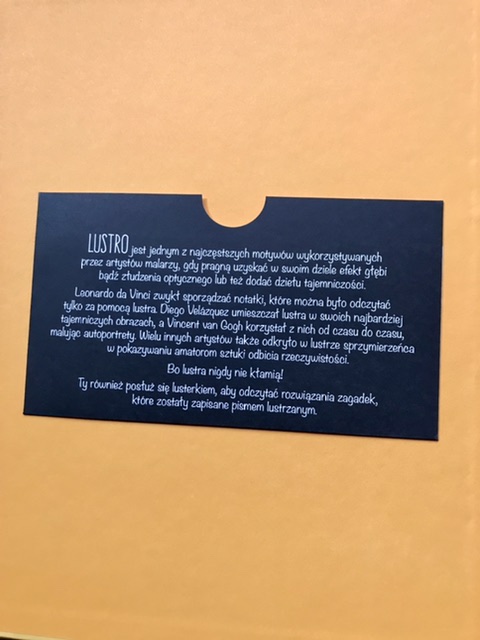 LUSTRO jest jednym z najczęstszych motywów wykorzystywanych
przez artystów malarzy, gdy pragną uzyskać w swoim dziele efekt głębi
bądź złudzenia optycznego lub też dodać dziełu tajemniczości.
Leonardo da Vinci zwykł sporządzać notatki, które można było odczytać
tylko za pomocą lustra. Diego Velázquez umieszczał lustra w swoich najbardziej
tajemniczych obrazach, a Vincent van Gogh korzystał z nich od czasu do czasu,
malując autoportrety. Wielu innych artystów także odkryło w lustrze sprzymierzeńca
w pokazywaniu amatorom sztuki odbicia rzeczywistości.
Bo lustra nigdy nie kłamią!
Ty również posłuż się lusterkiem, aby odczytać rozwiązania zagadek,
które zostały zapisane pismem lustrzanym.